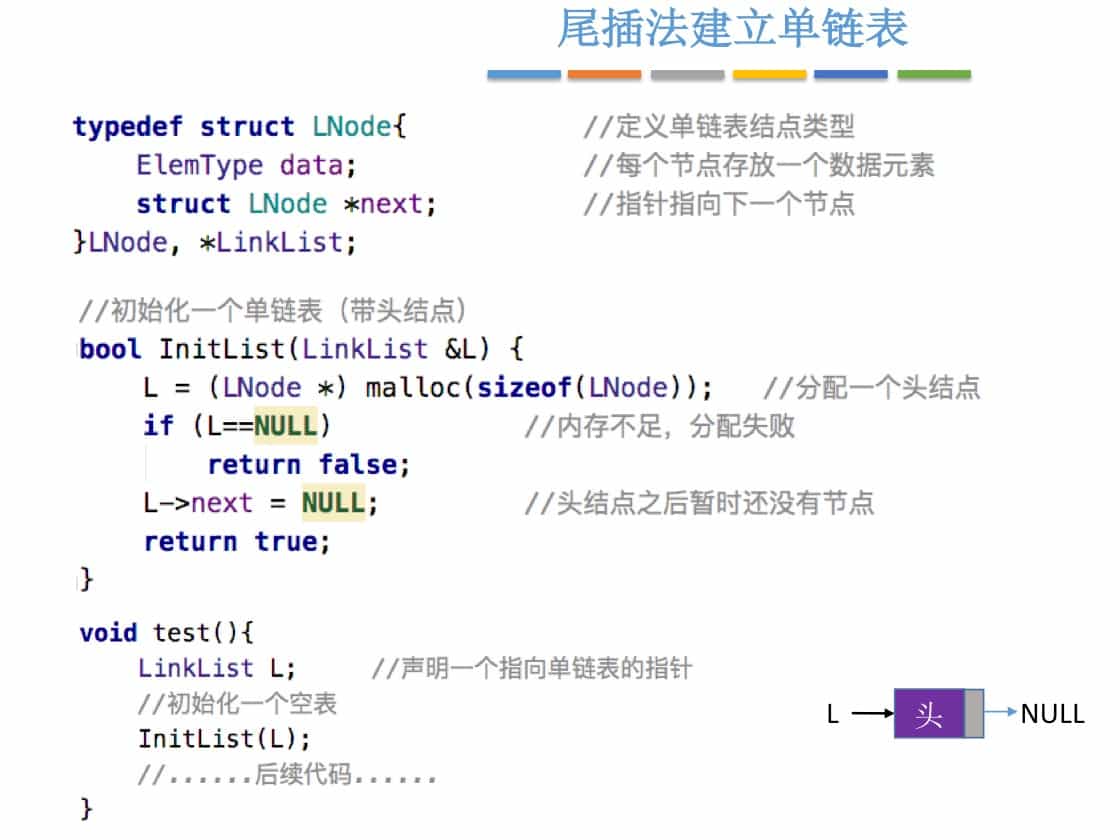 尾插法建立单链表
typedef struct LNode{ //定义单链表结点类型
ElemType data; //每个节点存放一个数据元素
struct LNode *next; //指针指向下一个节点
}LNode, *LinkList;
//初始化一个单链表（带头结点）
bool InitList(LinkList &L) {
L = (LNode *) malloc(sizeof(LNode)); //分配一个头结点
if (L==NULL) //内存不足，分配失败
return false;
L->next = NULL; //头结点之后暂时还没有节点
return true;
}
void test(){
LinkList L; //声明一个指向单链表的指针
//初始化一个空表
InitList(L);
//......后续代码......
}
L 头 NULL